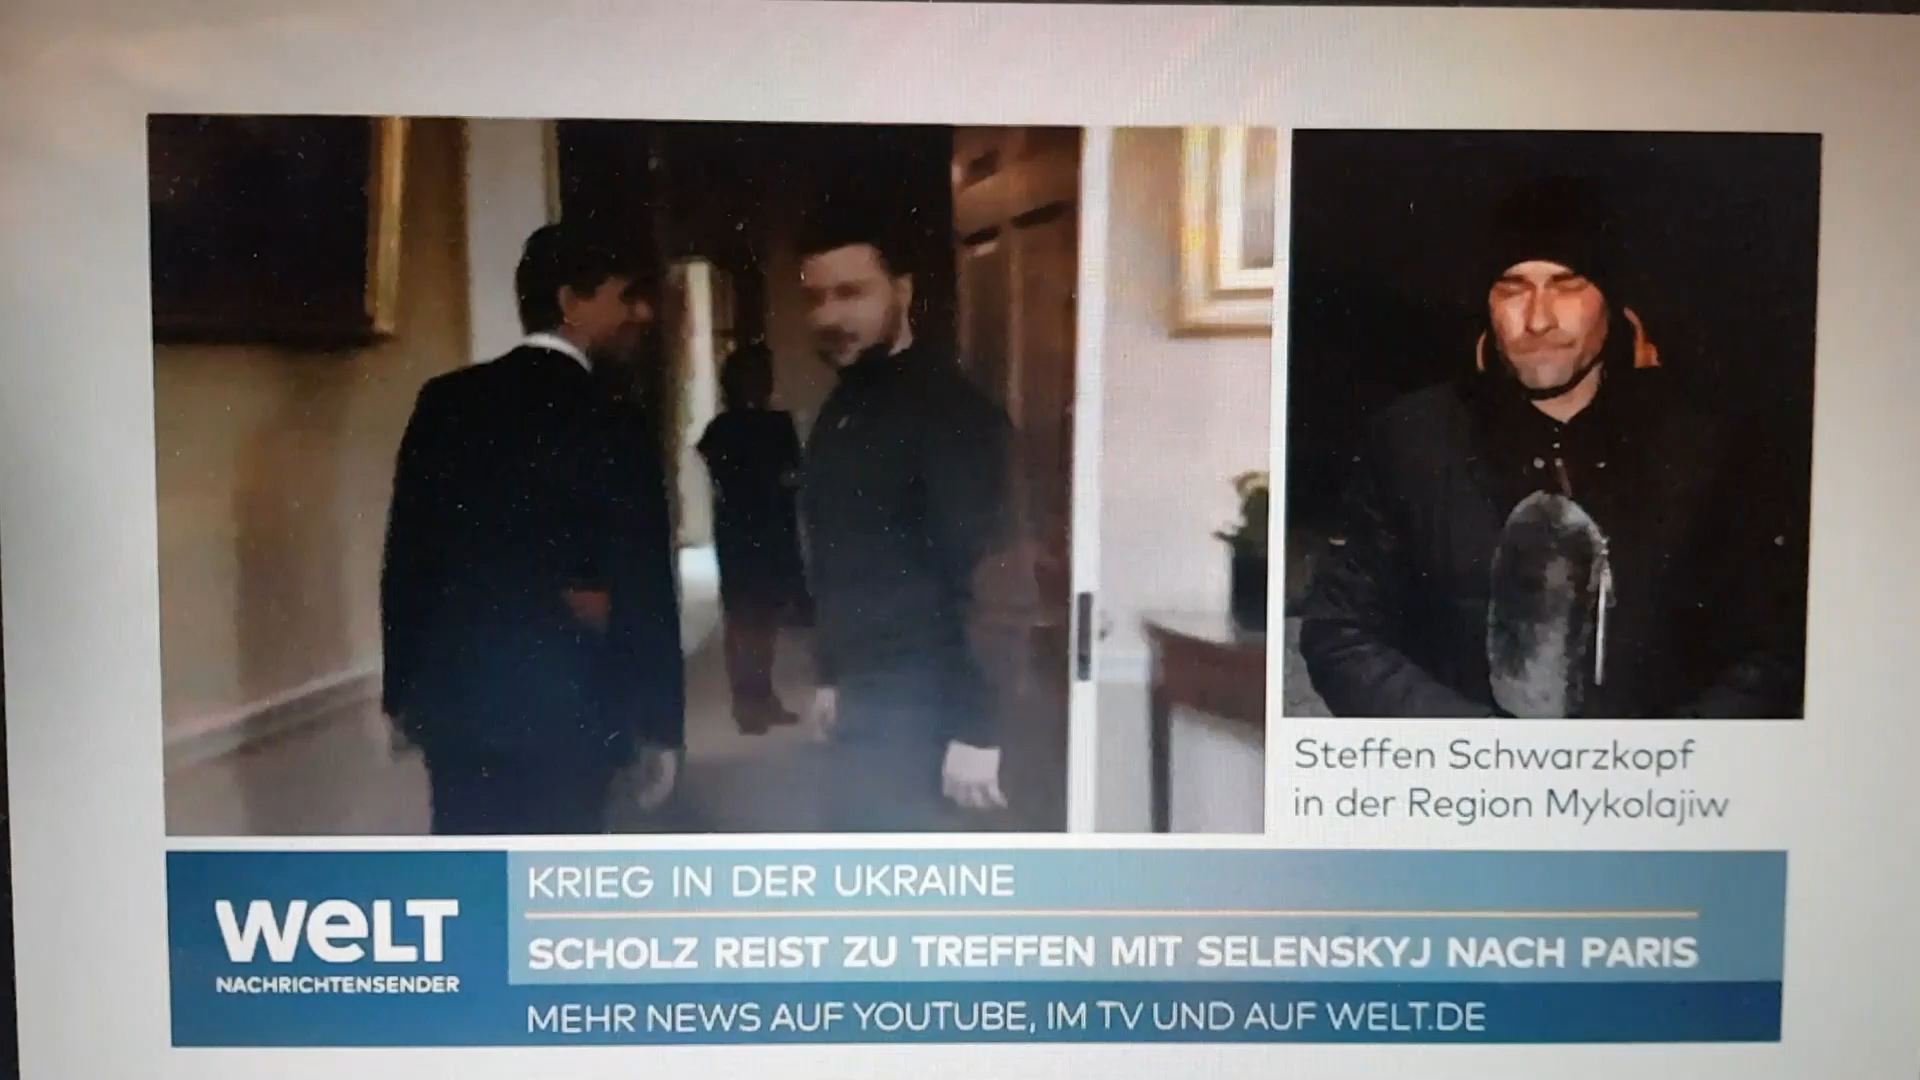 Steffen Schwarzkopf
in der Region Mykolajiw
WELT
NACHRICHTENSENDER
KRIEG IN DER UKRAINE
SCHOLZ REIST ZU TREFFEN MIT SELENSKYJ NACH PARIS
MEHR NEWS AUF YOUTUBE, IM TV UND AUF WELT.DE